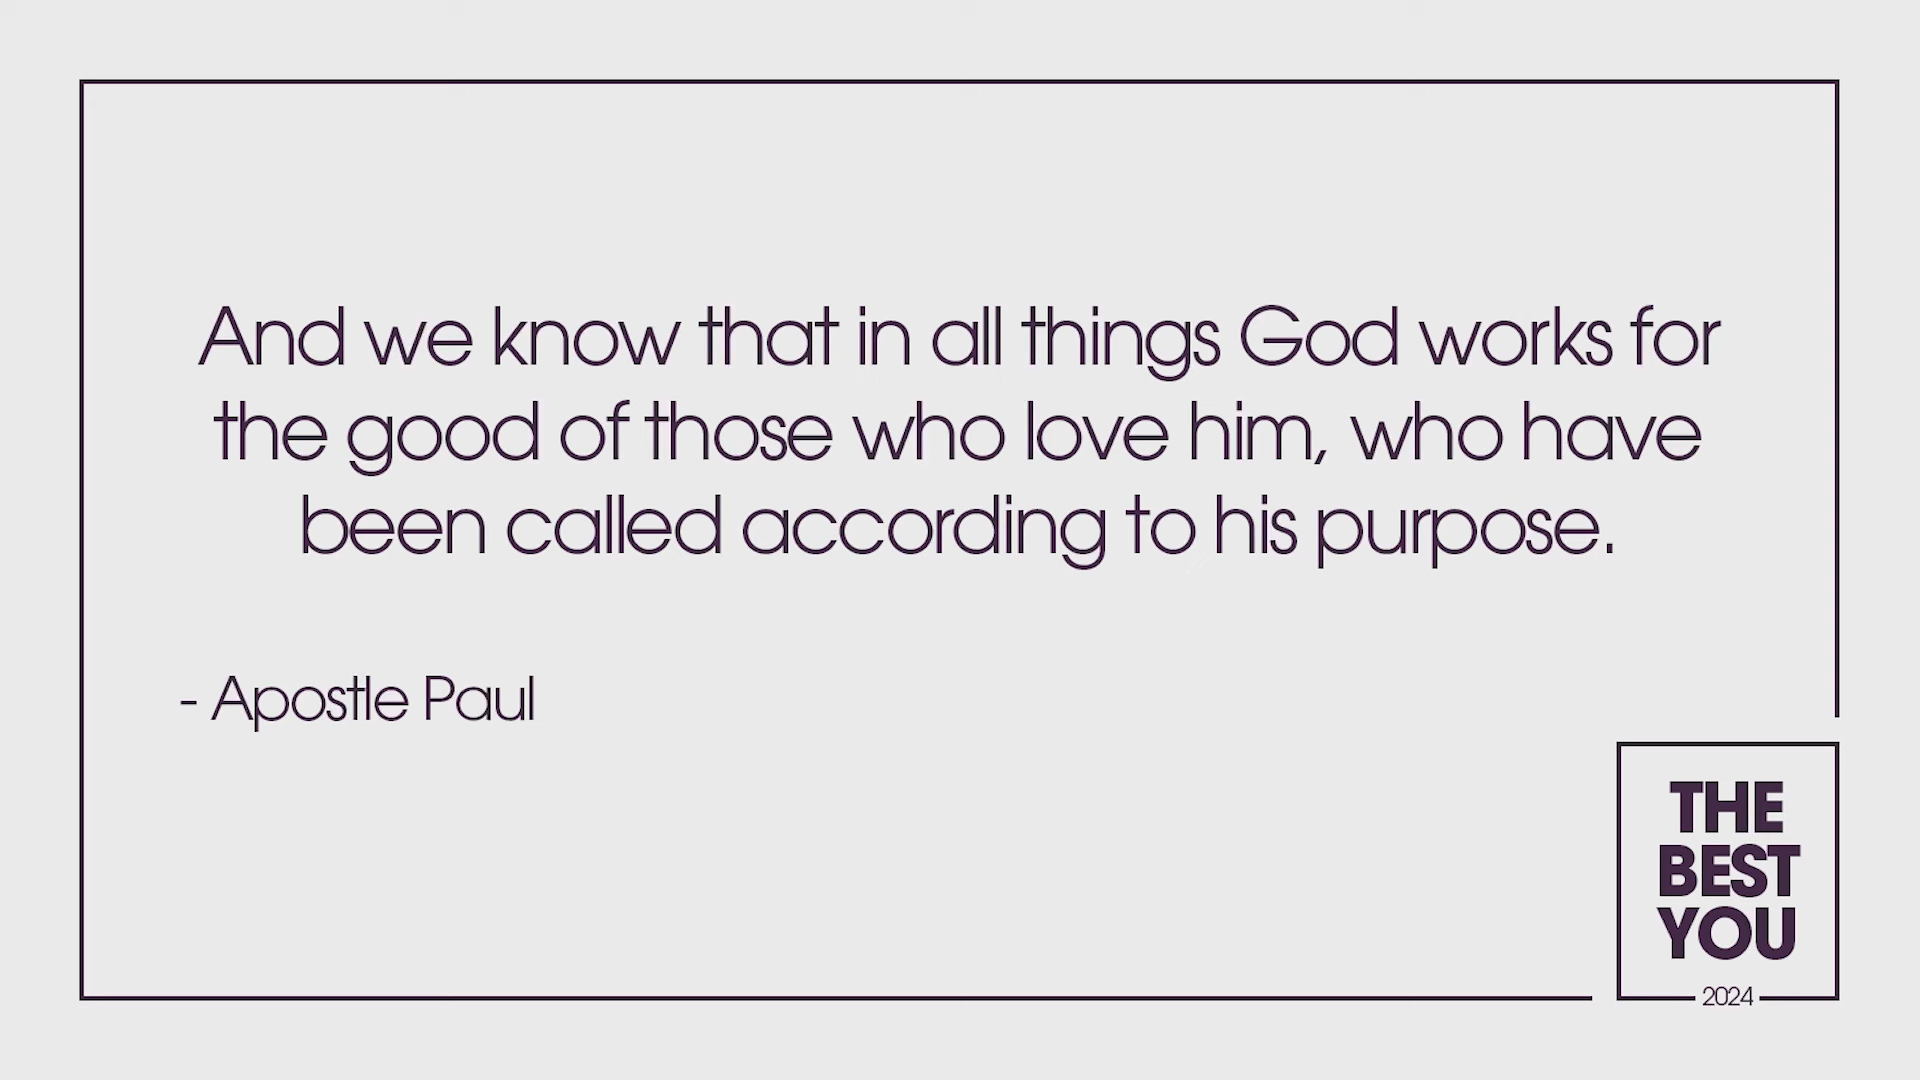 And we know that in all things God works for
the good of those who love him, who have
been called according to his purpose.
- Apostle Paul
THE
BEST
YOU
2024